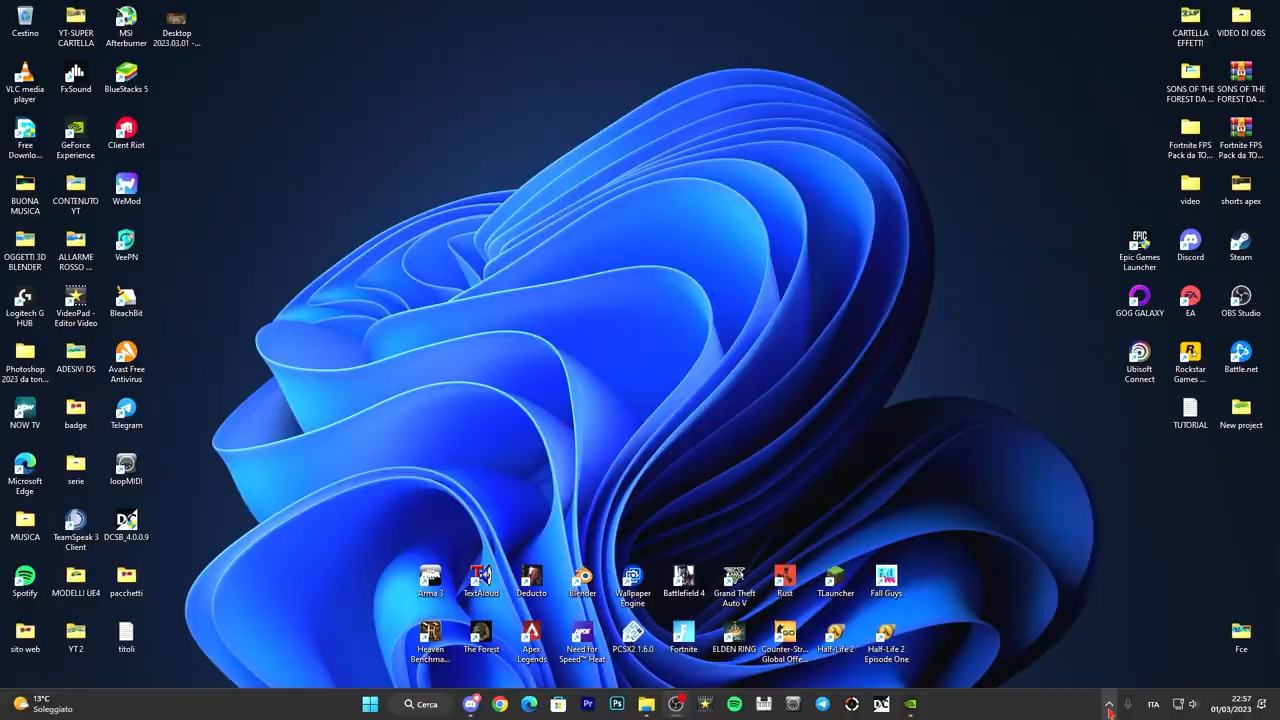 Cestino
YT-SUPER
CARTELLA
MSI
Afterburner
Desktop
2023.03.01 -...
VLC media
player
FxSound
BlueStacks 5
Free
Downlo...
GeForce
Experience
Client Riot
BUONA
MUSICA
CONTENUTO
YT
WeMod
OGGETTI 3D
BLENDER
ALLARME
ROSSO ...
VeePN
Logitech G
HUB
VideoPad -
Editor Video
BleachBit
Photoshop
2023 da ton...
ADESIVI DS
Avast Free
Antivirus
NOW TV
badge
Telegram
Microsoft
Edge
serie
loopMIDI
MUSICA
TeamSpeak 3
Client
DCSB_4.0.0.9
Spotify
MODELLI UE4
pacchetti
sito web
YT 2
titoli
CARTELLA
EFFETTI
VIDEO DI OBS
SONS OF THE
FOREST DA ...
SONS OF THE
FOREST DA ...
Fortnite FPS
Pack da TO...
Fortnite FPS
Pack da TO...
video
shorts apex
Epic Games
Launcher
Discord
Steam
GOG GALAXY
EA
OBS Studio
Ubisoft
Connect
Rockstar
Games ...
Battle.net
TUTORIAL
New project
Fce
Arma 3
TextAloud
Deducto
Blender
Wallpaper
Engine
Battlefield 4
Grand Theft
Auto V
Rust
TLauncher
Fall Guys
Heaven
Benchma...
The Forest
Apex
Legends
Need for
Speed™ Heat
PCSX2 1.6.0
Fortnite
ELDEN RING
Counter-Str...
Global Offe...
Half-Life 2
Half-Life 2
Episode One
13°C
Soleggiato
Cerca
ITA
22:57
01/03/2023